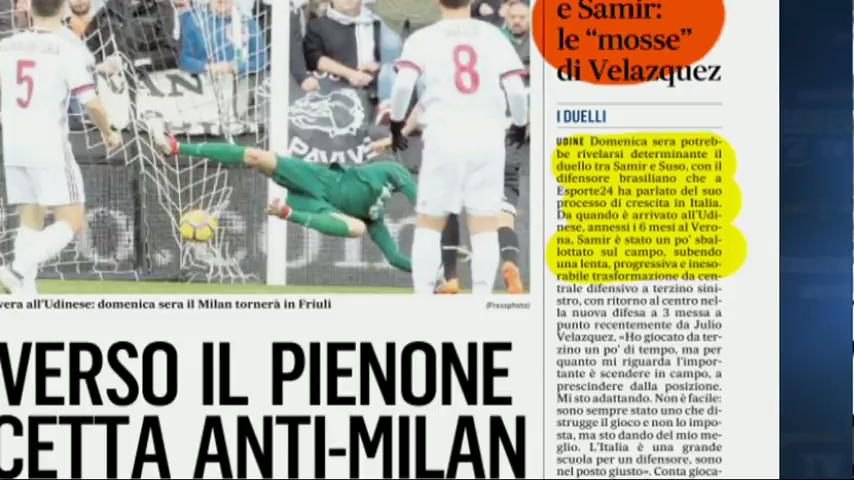 5
8
PAVIA
vera all'Udinese: domenica sera il Milan tornerà in Friuli
(Pressphoto)
VERSO IL PIENONE
CETTA ANTI-MILAN
e Samir:
le “mosse”
di Velazquez
I DUELLI
UDINE Domenica sera potreb-
be rivelarsi determinante il
duello tra Samir e Suso, con il
difensore brasiliano che a
Esporte24 ha parlato del suo
processo di crescita in Italia.
Da quando è arrivato all'Udi-
nese, annessi i 6 mesi al Vero-
na, Samir è stato un po' sbal-
lottato sul campo, subendo
una lenta, progressiva e ineso-
rabile trasformazione da cen-
trale difensivo a terzino sini-
stro, con ritorno al centro nel-
la nuova difesa a 3 messa a
punto recentemente da Julio
Velazquez. «Ho giocato da ter-
zino un po' di tempo, ma per
quanto mi riguarda l'impor-
tante è scendere in campo, a
prescindere dalla posizione.
Mi sto adattando. Non è facile:
sono sempre stato uno che di-
strugge il gioco e non lo impo-
sta, ma sto dando del mio me-
glio. L'Italia è una grande
scuola per un difensore, sono
nel posto giusto». Conta gioca-